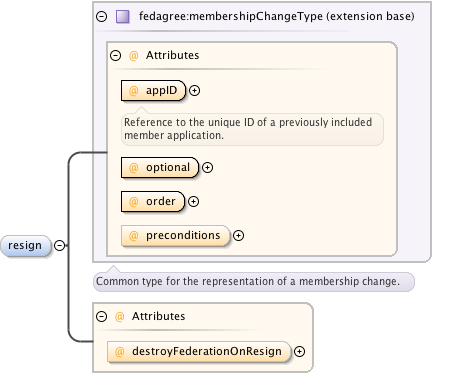 fedagree:membershipChangeType (extension base)
@ Attributes
@ appID
Reference to the unique ID of a previously included
member application.
@ optional
@ order
@ preconditions
resign
Common type for the representation of a membership change.
@ Attributes
@ destroyFederationOnResign